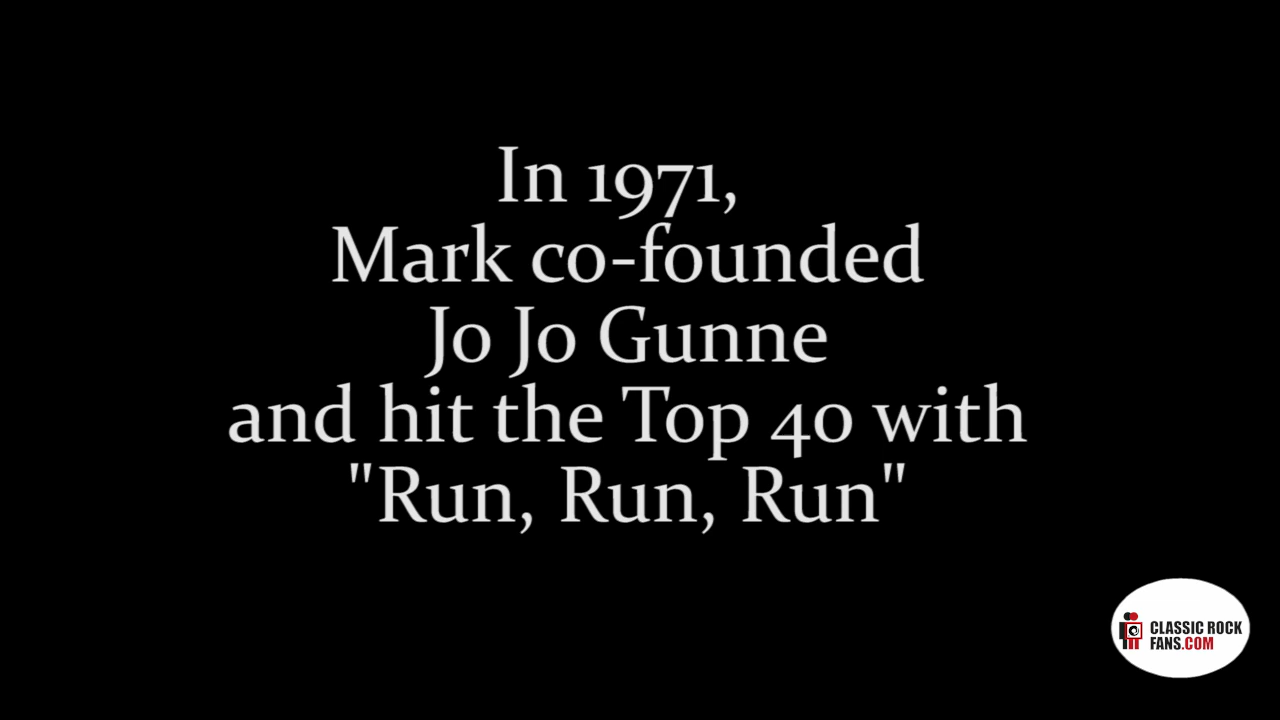 In 1971,
Mark co-founded
Jo Jo Gunne
and hit the Top 40 with
"Run, Run, Run"
CLASSIC ROCK
FANS.COM